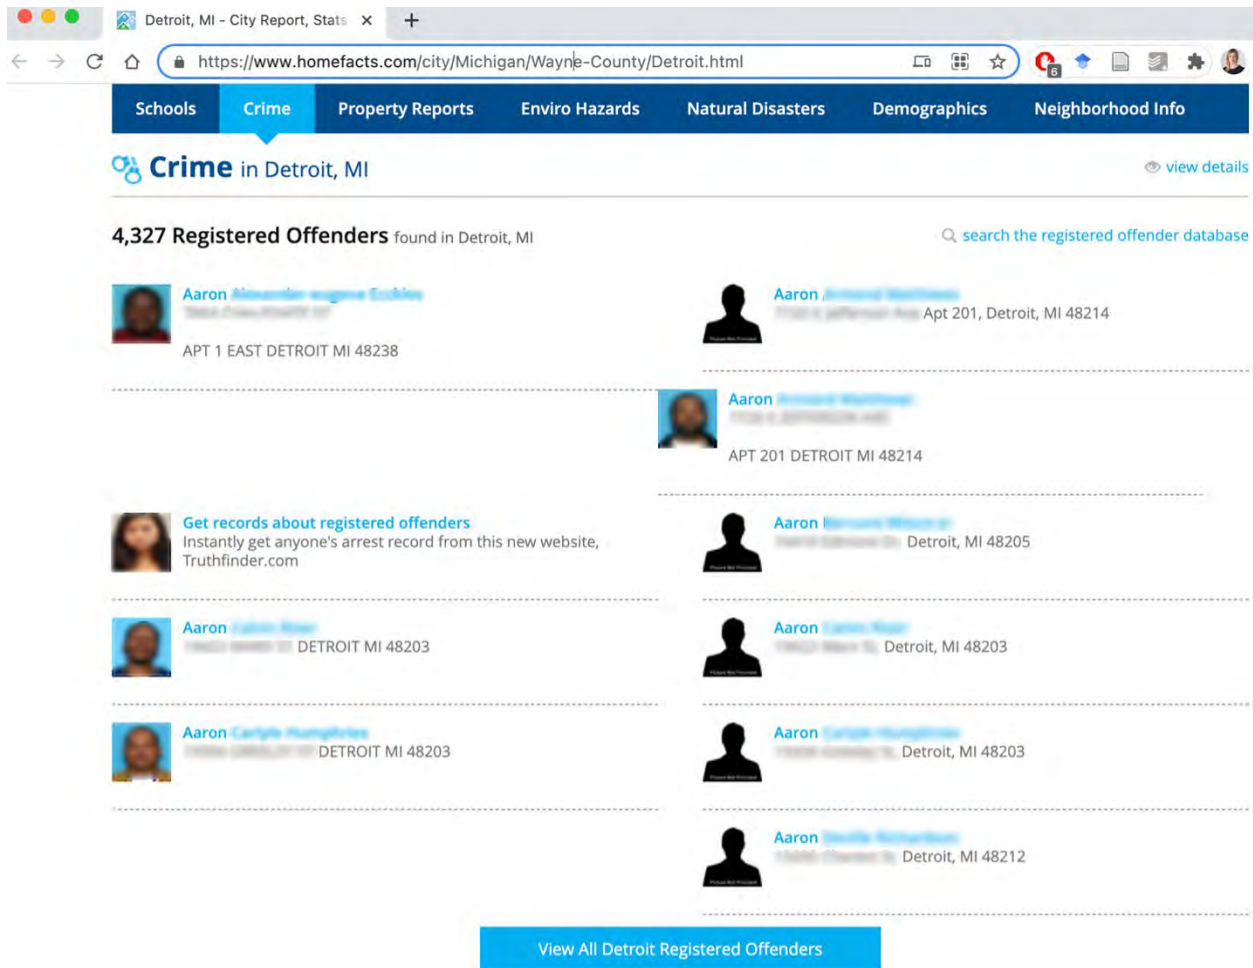 Detroit, MI - City Report, Stats
https://www.homefacts.com/city/Michigan/Wayne-County/Detroit.html
6
Schools Crime Property Reports Enviro Hazards Natural Disasters Demographics Neighborhood Info
Crime in Detroit, MI
view details
4,327 Registered Offenders found in Detroit, MI
search the registered offender database
Aaron
APT 1 EAST DETROIT MI 48238
Aaron
Apt 201, Detroit, MI 48214
Aaron
APT 201 DETROIT MI 48214
Get records about registered offenders
Instantly get anyone's arrest record from this new website,
Truthfinder.com
Aaron
Detroit, MI 48205
Aaron
DETROIT MI 48203
Aaron
Detroit, MI 48203
Aaron
DETROIT MI 48203
Aaron
Detroit, MI 48203
Aaron
Detroit, MI 48212
View All Detroit Registered Offenders